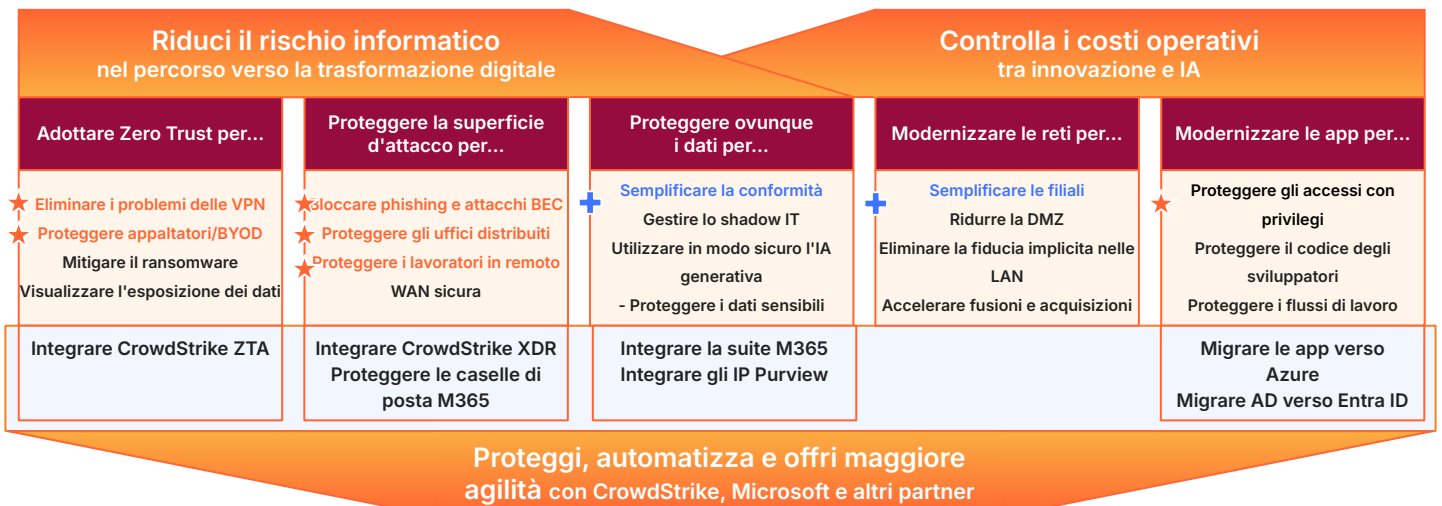 Riduci il rischio informatico
nel percorso verso la trasformazione digitale
Controlla i costi operativi
tra innovazione e IA
Adottare Zero Trust per...
Eliminare i problemi delle VPN
Proteggere appaltatori/BYOD
Mitigare il ransomware
Visualizzare l'esposizione dei dati
Integrare CrowdStrike ZTA
Proteggere la superficie
d'attacco per...
Bloccare phishing e attacchi BEC
Proteggere gli uffici distribuiti
Proteggere i lavoratori in remoto
WAN sicura
Integrare CrowdStrike XDR
Proteggere le caselle di
posta M365
Proteggere ovunque
i dati per...
Semplificare la conformità
Gestire lo shadow IT
Utilizzare in modo sicuro l'IA
generativa
- Proteggere i dati sensibili
Integrare la suite M365
Integrare gli IP Purview
Modernizzare le reti per...
Semplificare le filiali
Ridurre la DMZ
Eliminare la fiducia implicita nelle
LAN
Accelerare fusioni e acquisizioni
Modernizzare le app per...
Proteggere gli accessi con
privilegi
Proteggere il codice degli
sviluppatori
Proteggere i flussi di lavoro
Migrare le app verso
Azure
Migrare AD verso Entra ID
Proteggi, automatizza e offri maggiore
agilità con CrowdStrike, Microsoft e altri partner